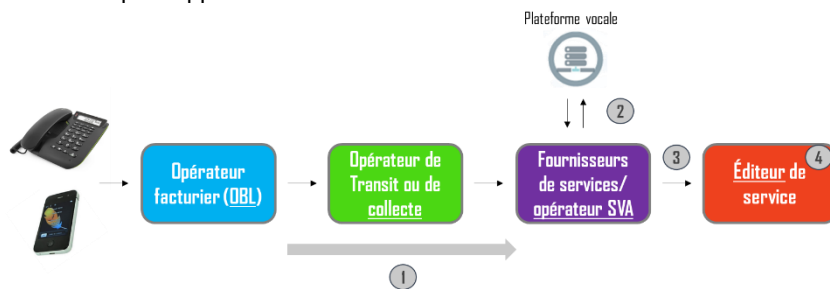 Plateforme vocale
2
Opérateur
facturier (OBL)
Opérateur de
Transit ou de
collecte
Fournisseurs
de services/
opérateur SVA
3
4
Éditeur de
service
1